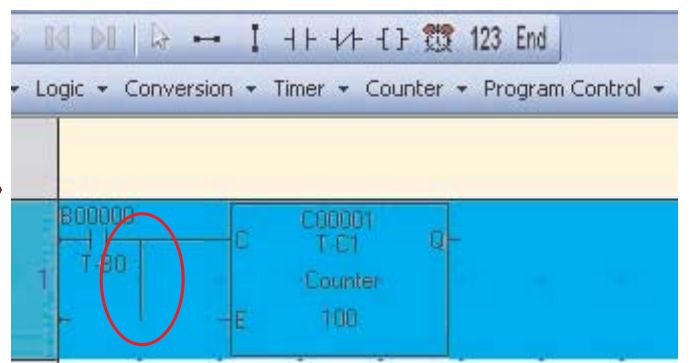 123 End
Logic Conversion Timer Counter Program Control
B00000 C00001
C T-C1 Q
T-B0
1 Counter
E 100